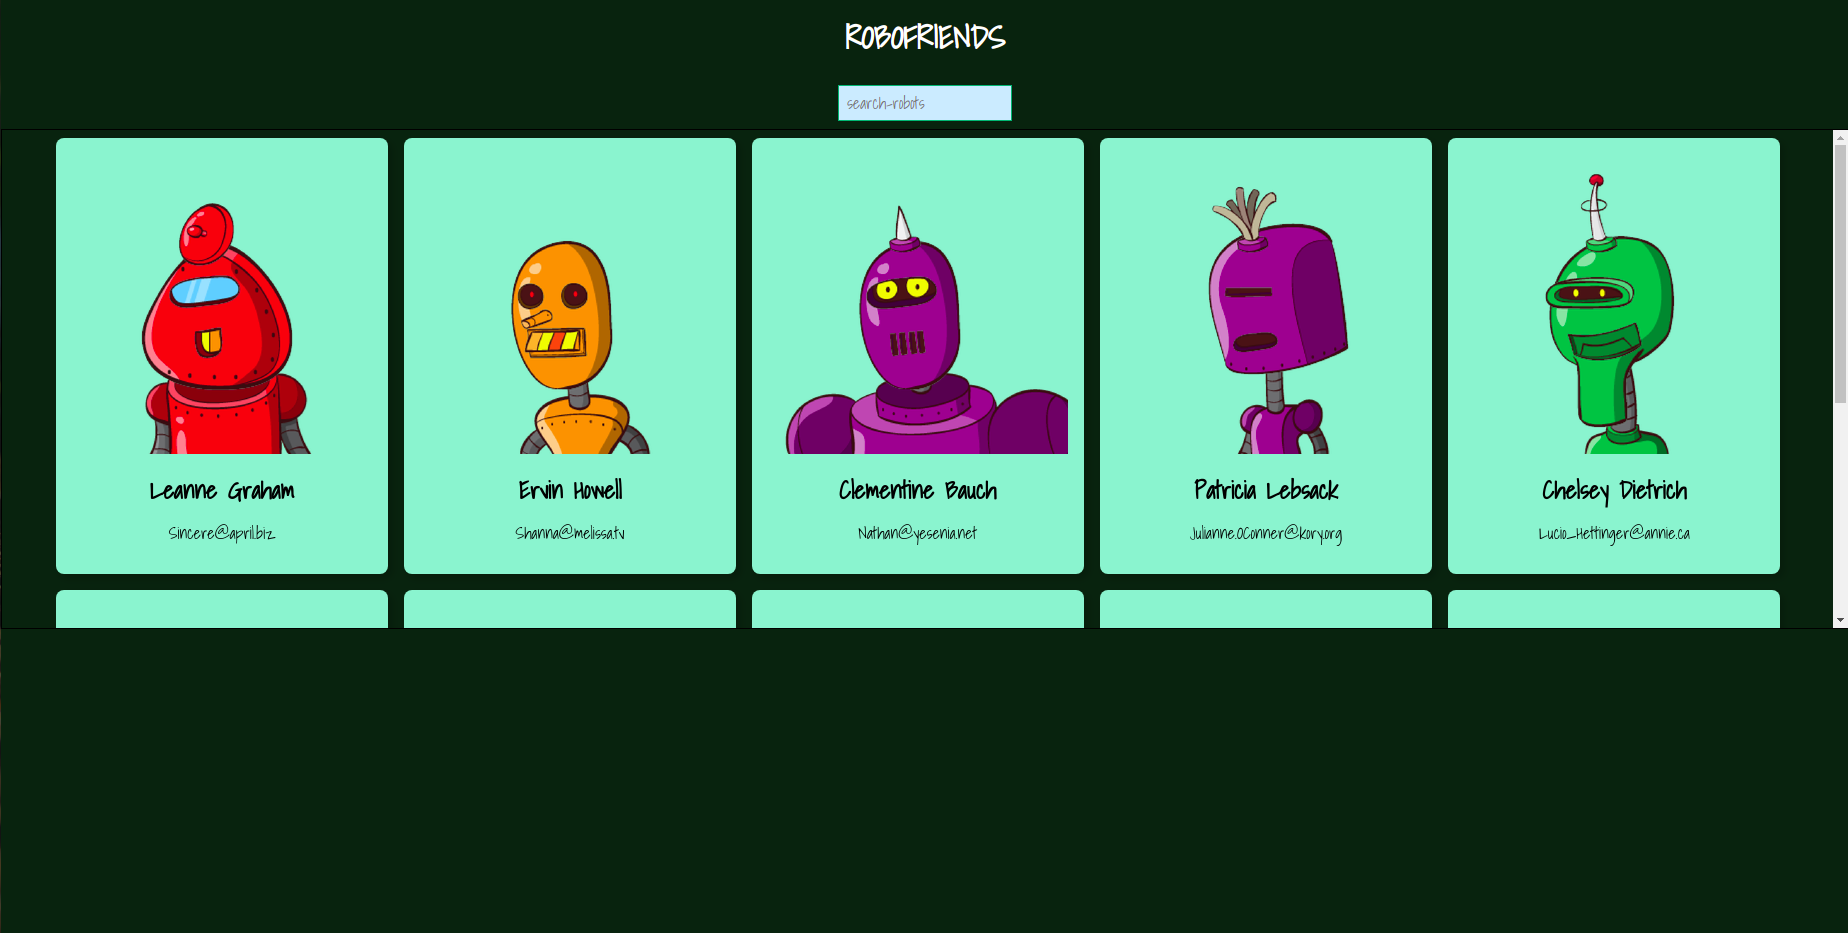 ROBOFRIENDS
search-robots
Leanne Graham
Sincere@april.biz
Ervin Howell
Shanna@melissa.tv
Clementine Bauch
Nathan@yesenia.net
Patricia Lebsack
Julianne.OConner@kory.org
Chelsey Dietrich
Lucio_Hettinger@annie.ca